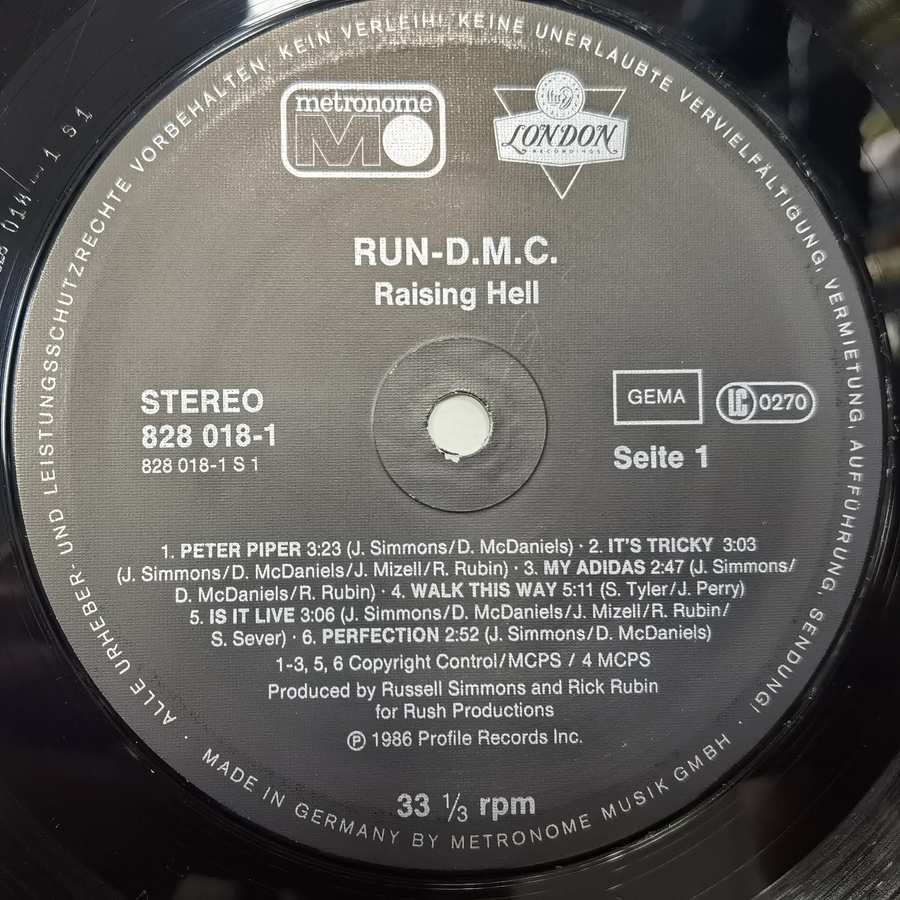 ALLE URHEBER- UND LEISTUNGSSCHUTZRECHTE VORBEHALTEN. KEIN VERLEIH! KEINE UNERLAUBTE VERVIELFÄLTIGUNG, VERMIETUNG, AUFFÜHRUNG, SENDUNG! ·
metronome
M
LONDON
RECORDINGS
RUN-D.M.C.
Raising Hell
STEREO
828 018-1
828 018-1 S 1
GEMA
LC 0270
Seite 1
1. PETER PIPER 3:23 (J. Simmons/D. McDaniels) · 2. IT'S TRICKY 3:03
(J. Simmons/D. McDaniels/J. Mizell/R. Rubin) · 3. MY ADIDAS 2:47 (J. Simmons/
D. McDaniels/R. Rubin) · 4. WALK THIS WAY 5:11 (S. Tyler/J. Perry)
5. IS IT LIVE 3:06 (J. Simmons/D. McDaniels/J. Mizell/R. Rubin/
S. Sever) · 6. PERFECTION 2:52 (J. Simmons/D. McDaniels)
1-3, 5, 6 Copyright Control/MCPS / 4 MCPS
Produced by Russell Simmons and Rick Rubin
for Rush Productions
℗ 1986 Profile Records Inc.
33 ⅓ rpm
MADE IN GERMANY BY METRONOME MUSIK GMBH